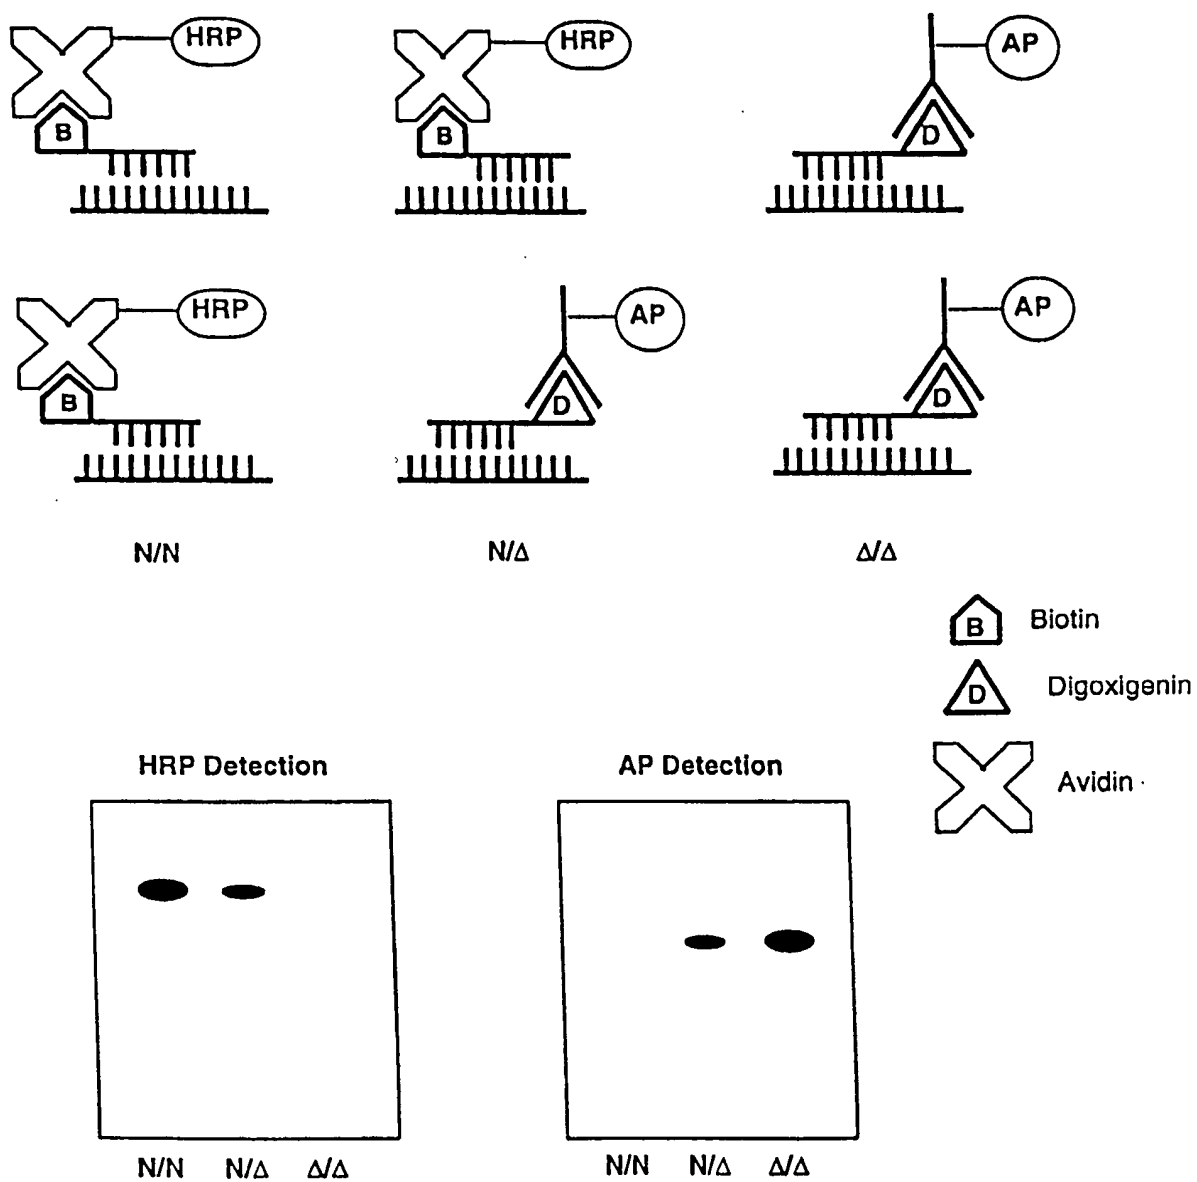 HRP HRP AP
B B D
HRP AP AP
B D D
N/N N/Δ Δ/Δ
B Biotin
D Digoxigenin
Avidin
HRP Detection AP Detection
N/N N/Δ Δ/Δ N/N N/Δ Δ/Δ